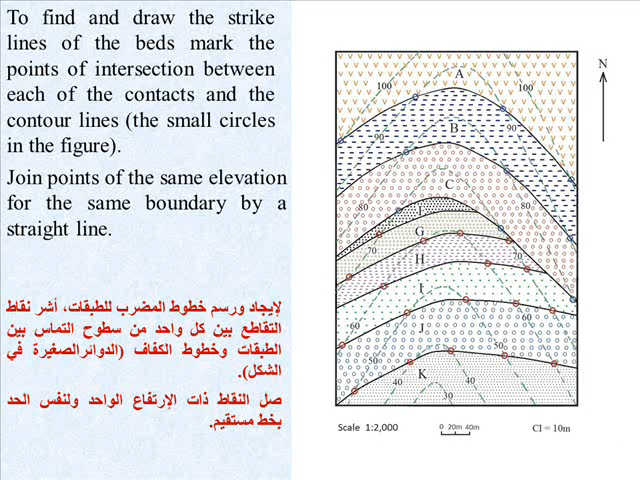 To find and draw the strike
lines of the beds mark the
points of intersection between
each of the contacts and the
contour lines (the small circles
in the figure).
Join points of the same elevation
for the same boundary by a
straight line.
لإيجاد ورسم خطوط المضرب للطبقات، أشر نقاط
التقاطع بين كل واحد من سطوح التماس بين
الطبقات وخطوط الكفاف (الدوائرالصغيرة في
الشكل).
صل النقاط ذات الإرتفاع الواحد ولنفس الحد
بخط مستقيم.
N
A
100
100
90
B
90
C
80
80
G
70
70
H
I
60
60
J
50
50
K
40
40
30
Scale 1:2,000
0 20m 40m
CI = 10m